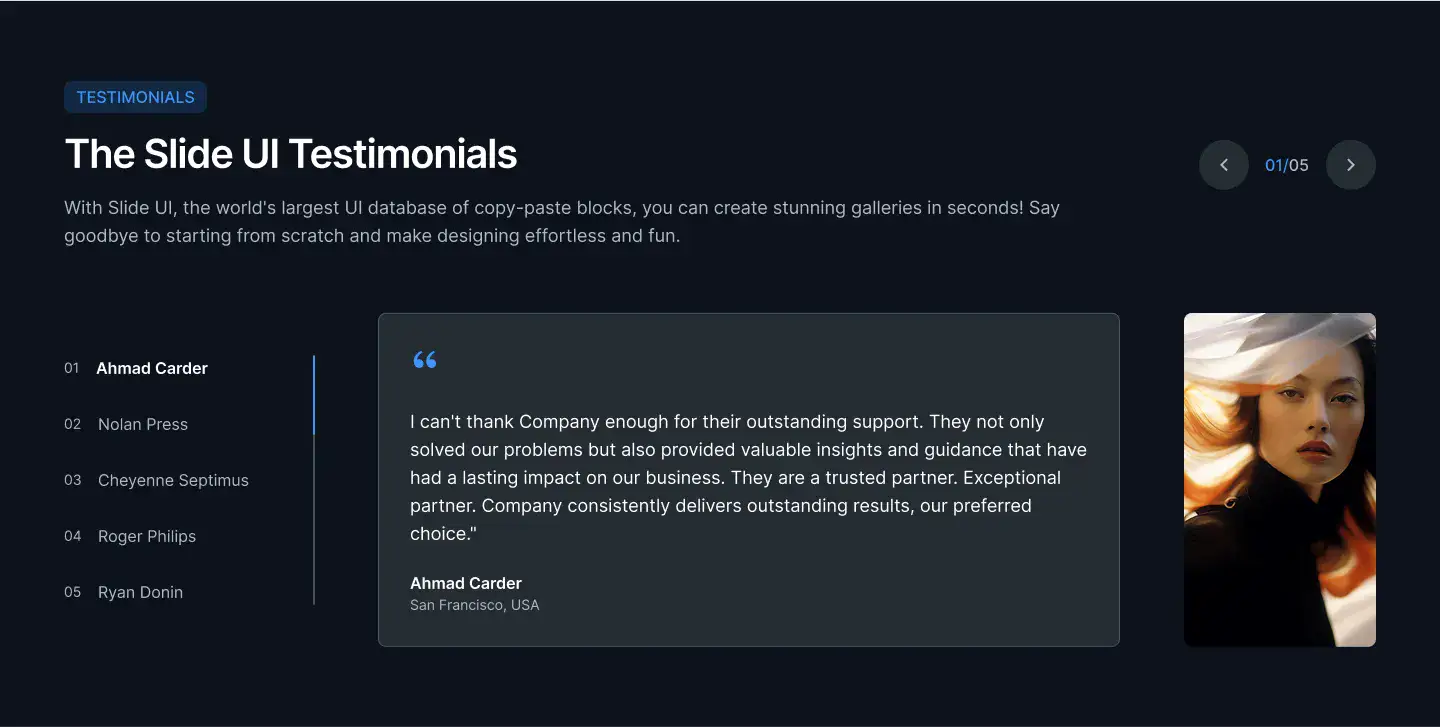 TESTIMONIALS
The Slide UI Testimonials
With Slide UI, the world's largest UI database of copy-paste blocks, you can create stunning galleries in seconds! Say
goodbye to starting from scratch and make designing effortless and fun.
01/05
01 Ahmad Carder
02 Nolan Press
03 Cheyenne Septimus
04 Roger Philips
05 Ryan Donin
“
I can't thank Company enough for their outstanding support. They not only
solved our problems but also provided valuable insights and guidance that have
had a lasting impact on our business. They are a trusted partner. Exceptional
partner. Company consistently delivers outstanding results, our preferred
choice."
Ahmad Carder
San Francisco, USA